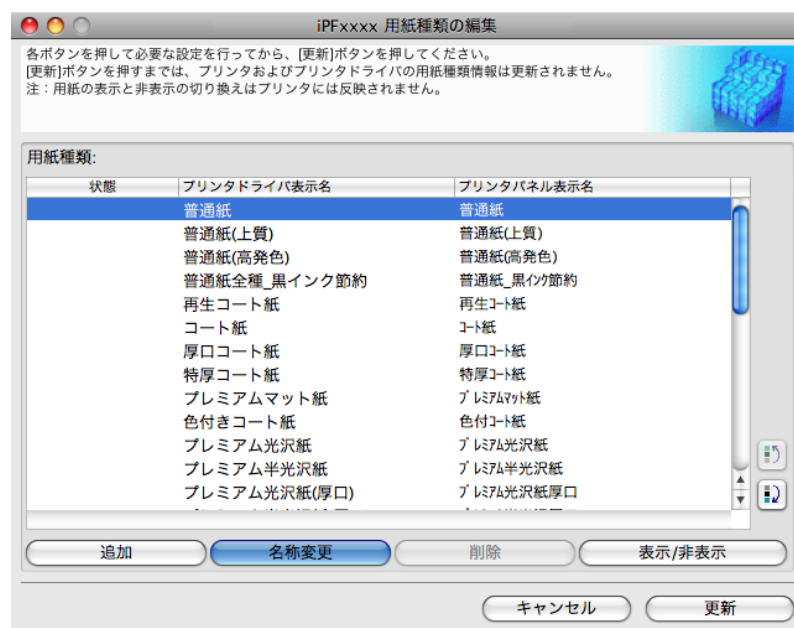 iPFxxxx 用紙種類の編集
各ボタンを押して必要な設定を行ってから、[更新]ボタンを押してください。
[更新]ボタンを押すまでは、プリンタおよびプリンタドライバの用紙種類情報は更新されません。
注：用紙の表示と非表示の切り換えはプリンタには反映されません。
用紙種類:
状態 プリンタドライバ表示名 プリンタパネル表示名
普通紙 普通紙
普通紙(上質) 普通紙(上質)
普通紙(高発色) 普通紙(高発色)
普通紙全種_黒インク節約 普通紙_黒ｲﾝｸ節約
再生コート紙 再生ｺｰﾄ紙
コート紙 ｺｰﾄ紙
厚口コート紙 厚口ｺｰﾄ紙
特厚コート紙 特厚ｺｰﾄ紙
プレミアムマット紙 ﾌﾟﾚﾐｱﾑﾏｯﾄ紙
色付きコート紙 色付ｺｰﾄ紙
プレミアム光沢紙 ﾌﾟﾚﾐｱﾑ光沢紙
プレミアム半光沢紙 ﾌﾟﾚﾐｱﾑ半光沢紙
プレミアム光沢紙(厚口) ﾌﾟﾚﾐｱﾑ光沢紙厚口
追加 名称変更 削除 表示/非表示
キャンセル 更新